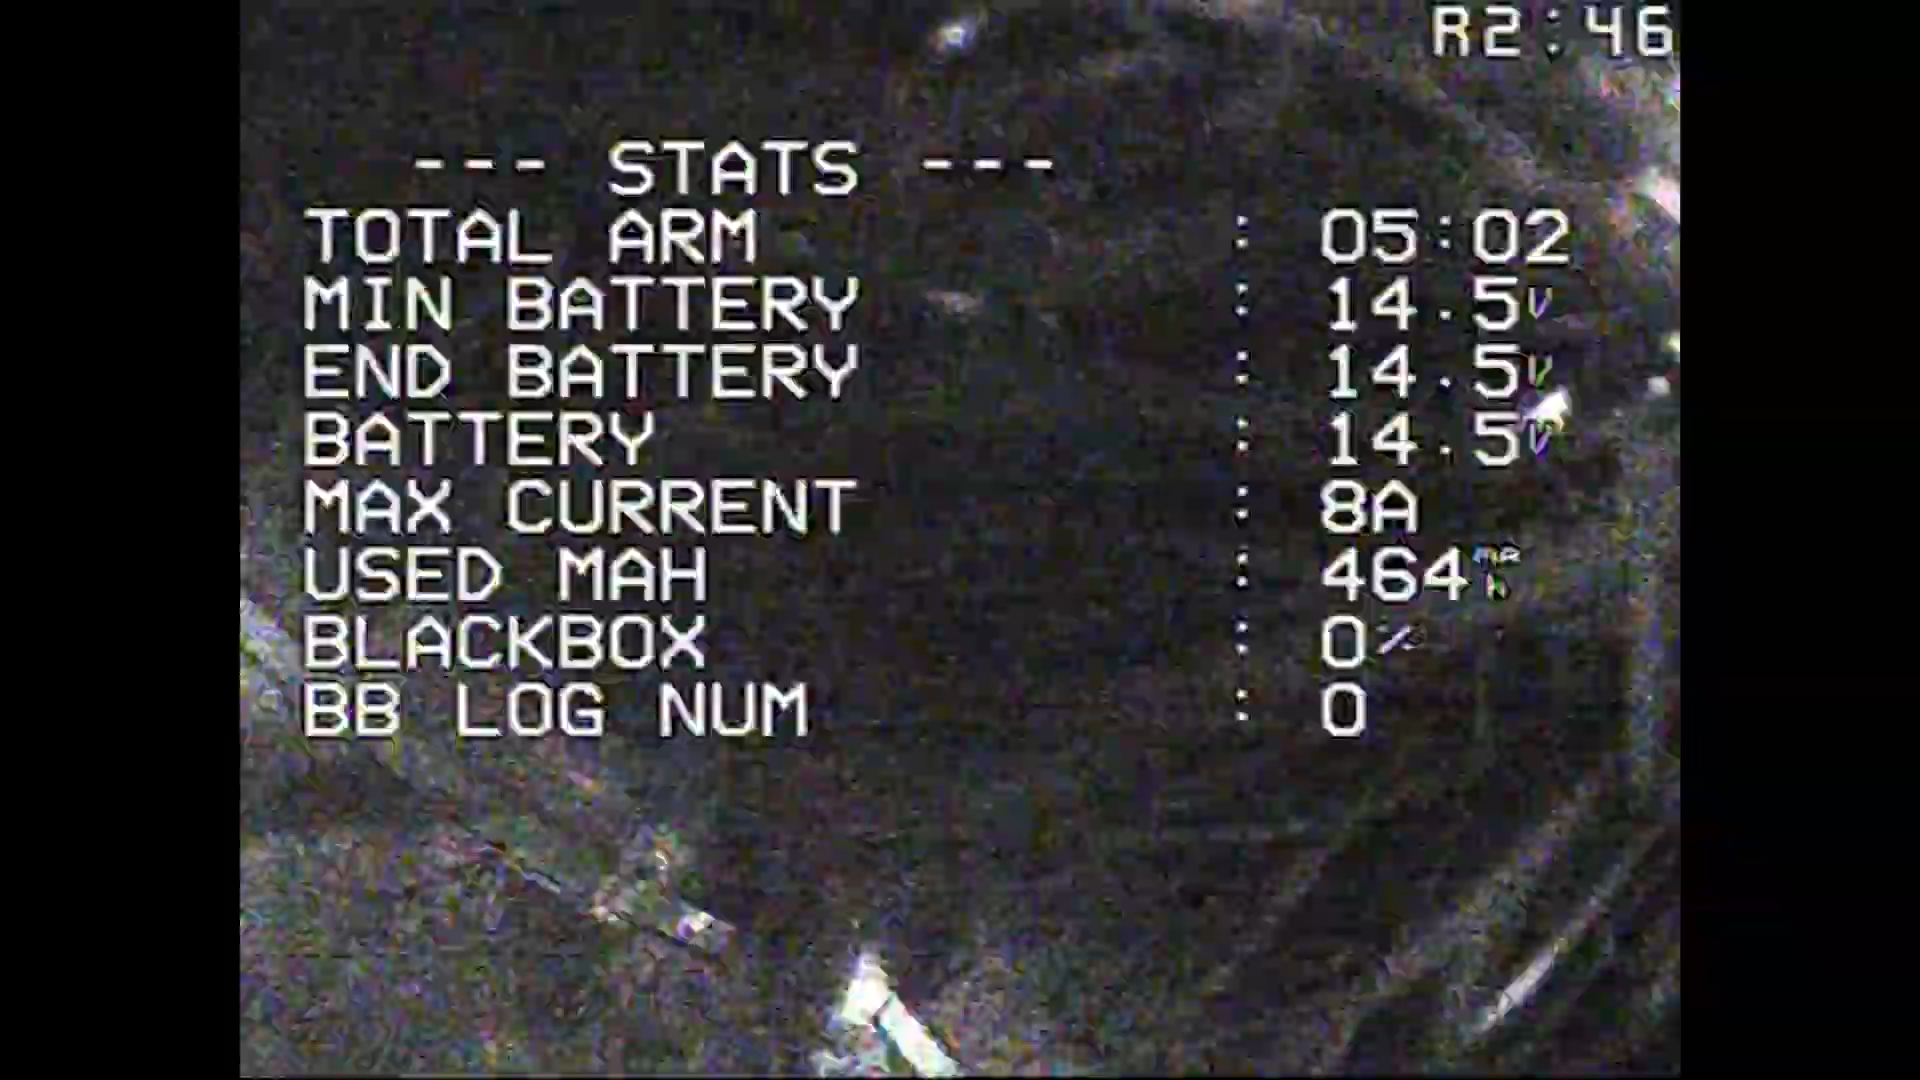 R2:46
--- STATS ---
TOTAL ARM : 05:02
MIN BATTERY : 14.5V
END BATTERY : 14.5V
BATTERY : 14.5V
MAX CURRENT : 8A
USED MAH : 464mAh
BLACKBOX : 0%
BB LOG NUM : 0